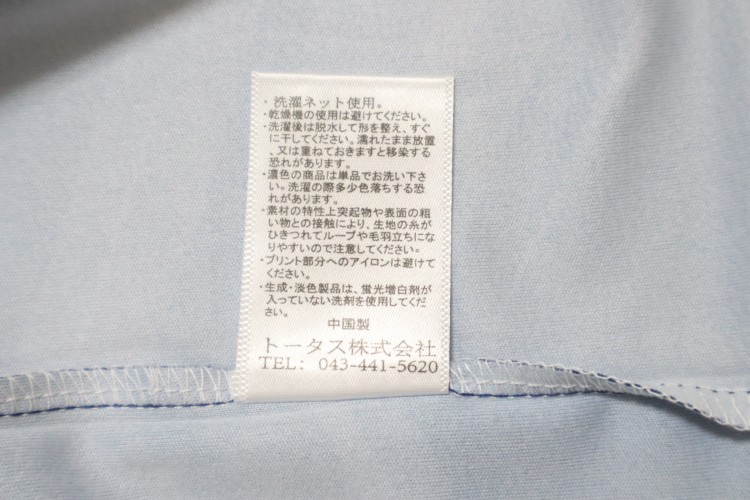 ・洗濯ネット使用。
・乾燥機の使用は避けてください。
・洗濯後は脱水して形を整え、すぐ
に干してください。濡れたまま放置
、又は重ねておきますと移染する
恐れがあります。
・濃色の商品は単品でお洗い下さ
い。洗濯の際多少色落ちする恐
れがあります。
・素材の特性上突起物や表面の粗
い物との接触により、生地の糸が
ひきつれてループや毛羽立ちにな
りやすいので注意してください。
・プリント部分へのアイロンは避けて
ください。
・生成・淡色製品は、蛍光増白剤が
入っていない洗剤を使用してくだ
さい。
中国製
トータス株式会社
TEL: 043-441-5620